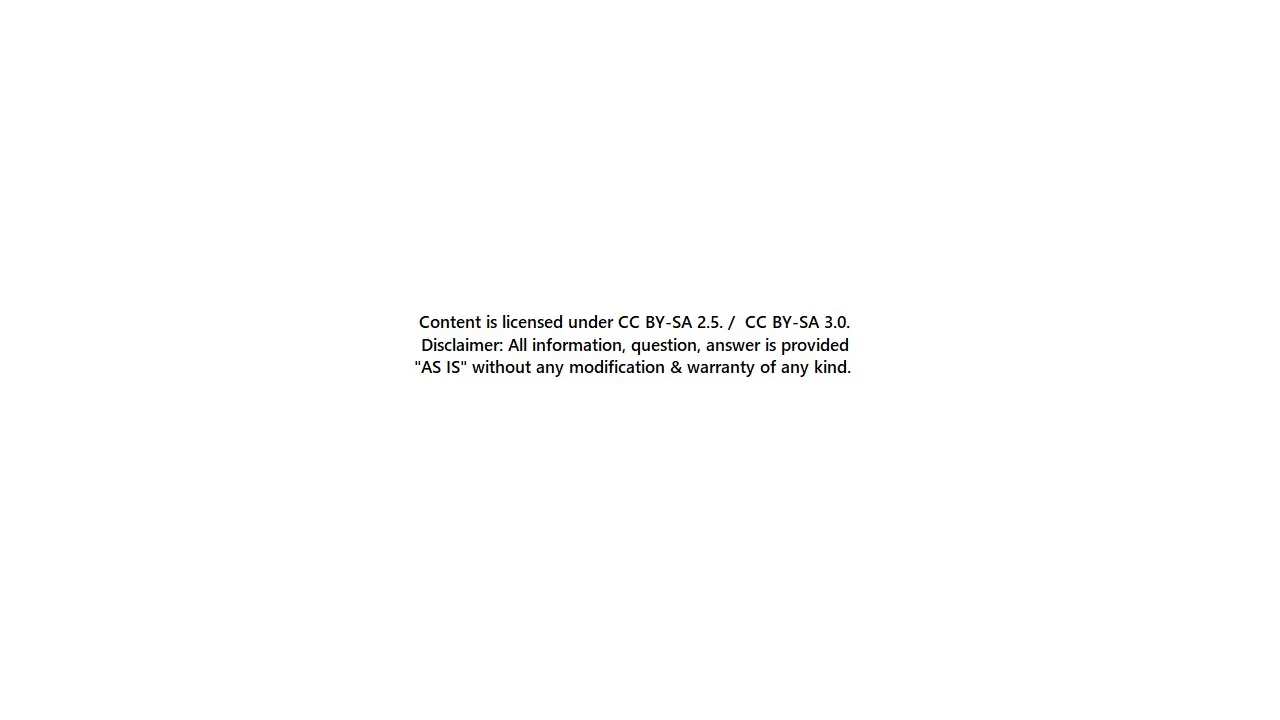 Content is licensed under CC BY-SA 2.5. /  CC BY-SA 3.0.
Disclaimer: All information, question, answer is provided
"AS IS" without any modification & warranty of any kind.